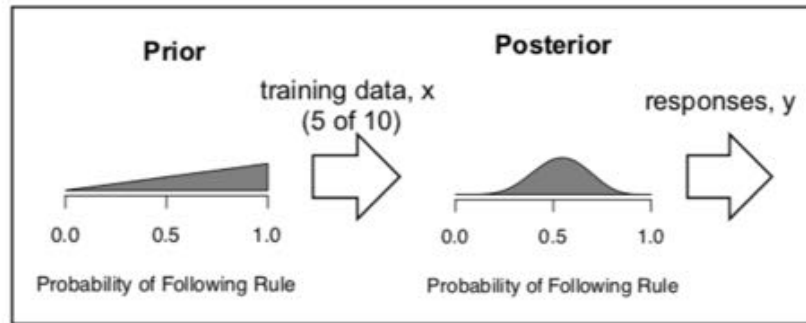 Prior
training data, x
(5 of 10)
Posterior
responses, y
0.0 0.5 1.0
Probability of Following Rule
0.0 0.5 1.0
Probability of Following Rule